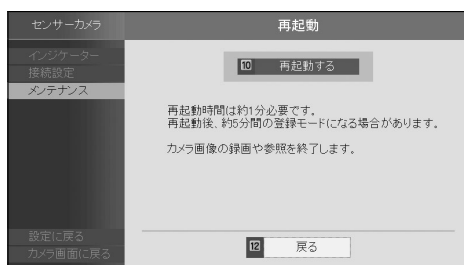 センサーカメラ
再起動
インジケーター
接続設定
メンテナンス
10 再起動する
再起動時間は約1分必要です。
再起動後、約5分間の登録モードになる場合があります。
カメラ画像の録画や参照を終了します。
設定に戻る
カメラ画面に戻る
12 戻る